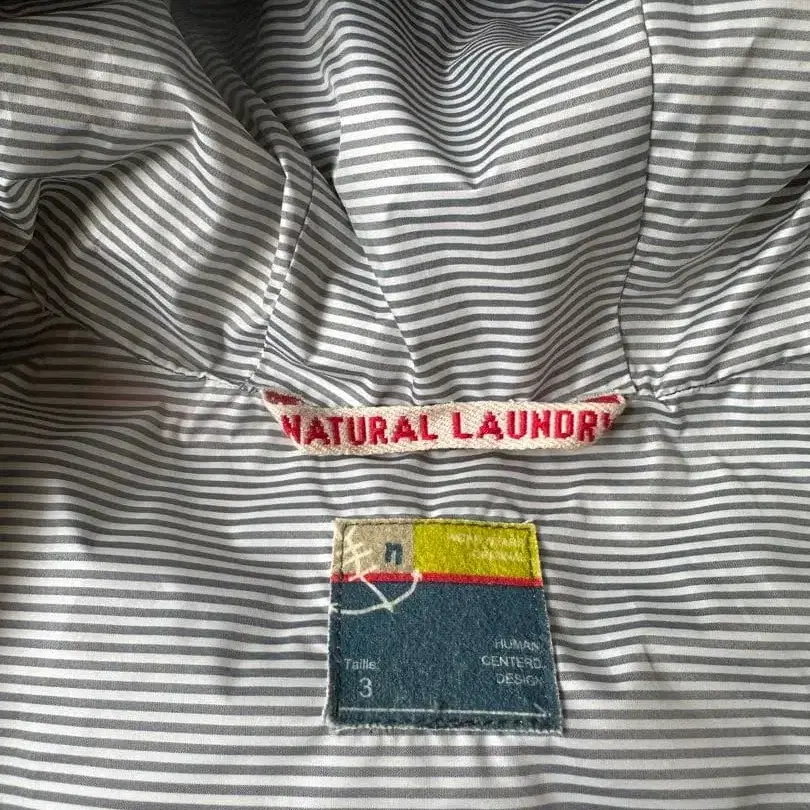 NATURAL LAUNDRY
n
HUMAN
CENTERD
DESIGN
Taille:
3